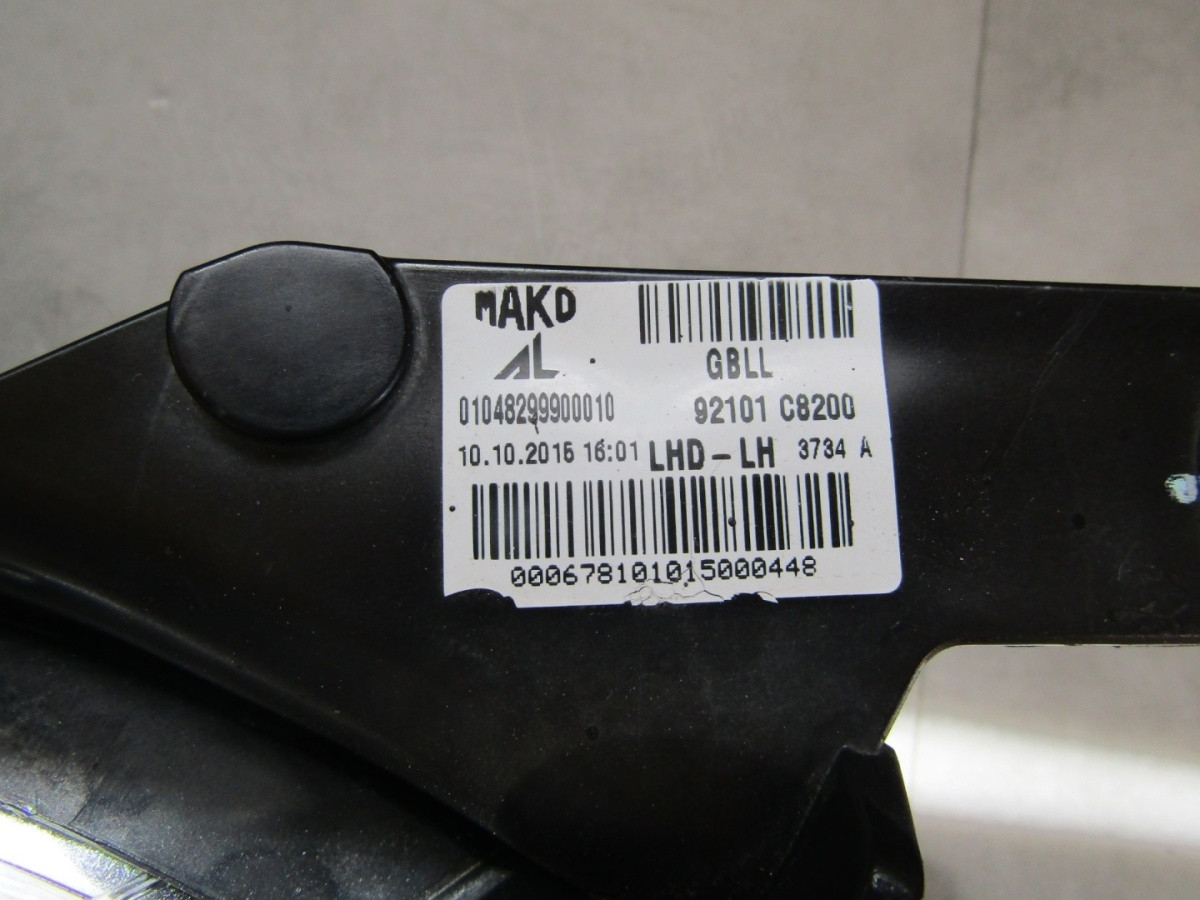 MAKO
AL
GBLL
01048299900010 92101 C8200
10.10.2015 16:01 LHD-LH 3734 A
000678101015000448